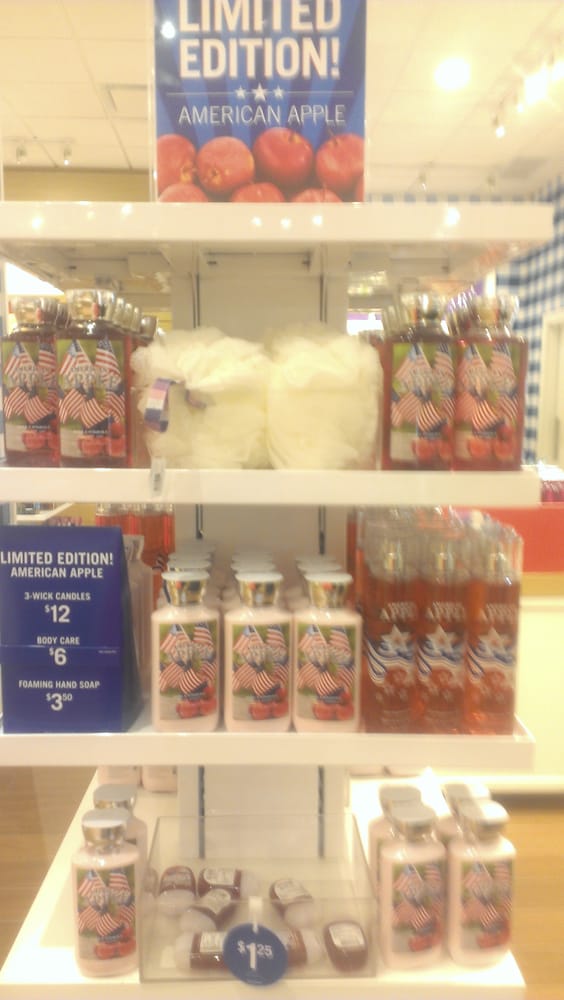 LIMITED
EDITION!
AMERICAN APPLE
LIMITED EDITION!
AMERICAN APPLE
3-WICK CANDLES
$12
BODY CARE
$6
FOAMING HAND SOAP
$3.50
$1.25